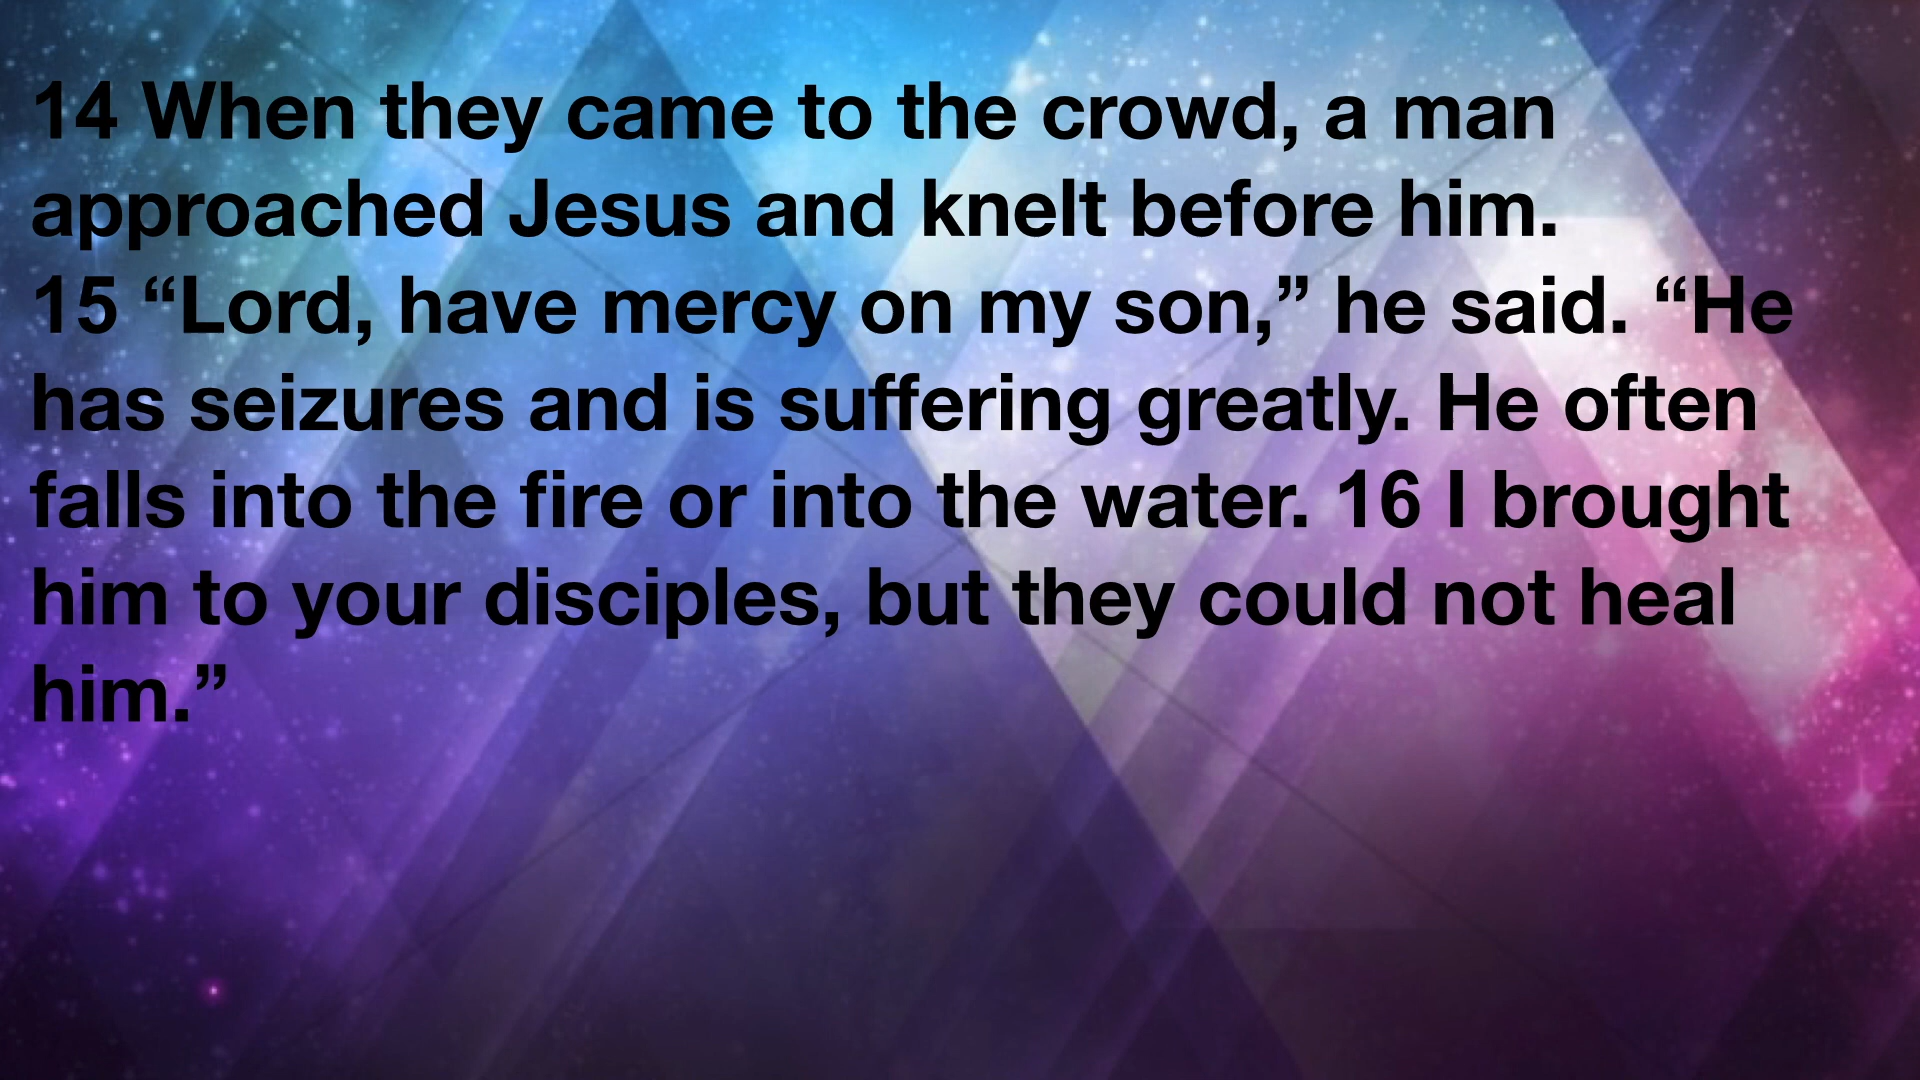 14 When they came to the crowd, a man
approached Jesus and knelt before him.
15 “Lord, have mercy on my son,” he said. “He
has seizures and is suffering greatly. He often
falls into the fire or into the water. 16 I brought
him to your disciples, but they could not heal
him.”